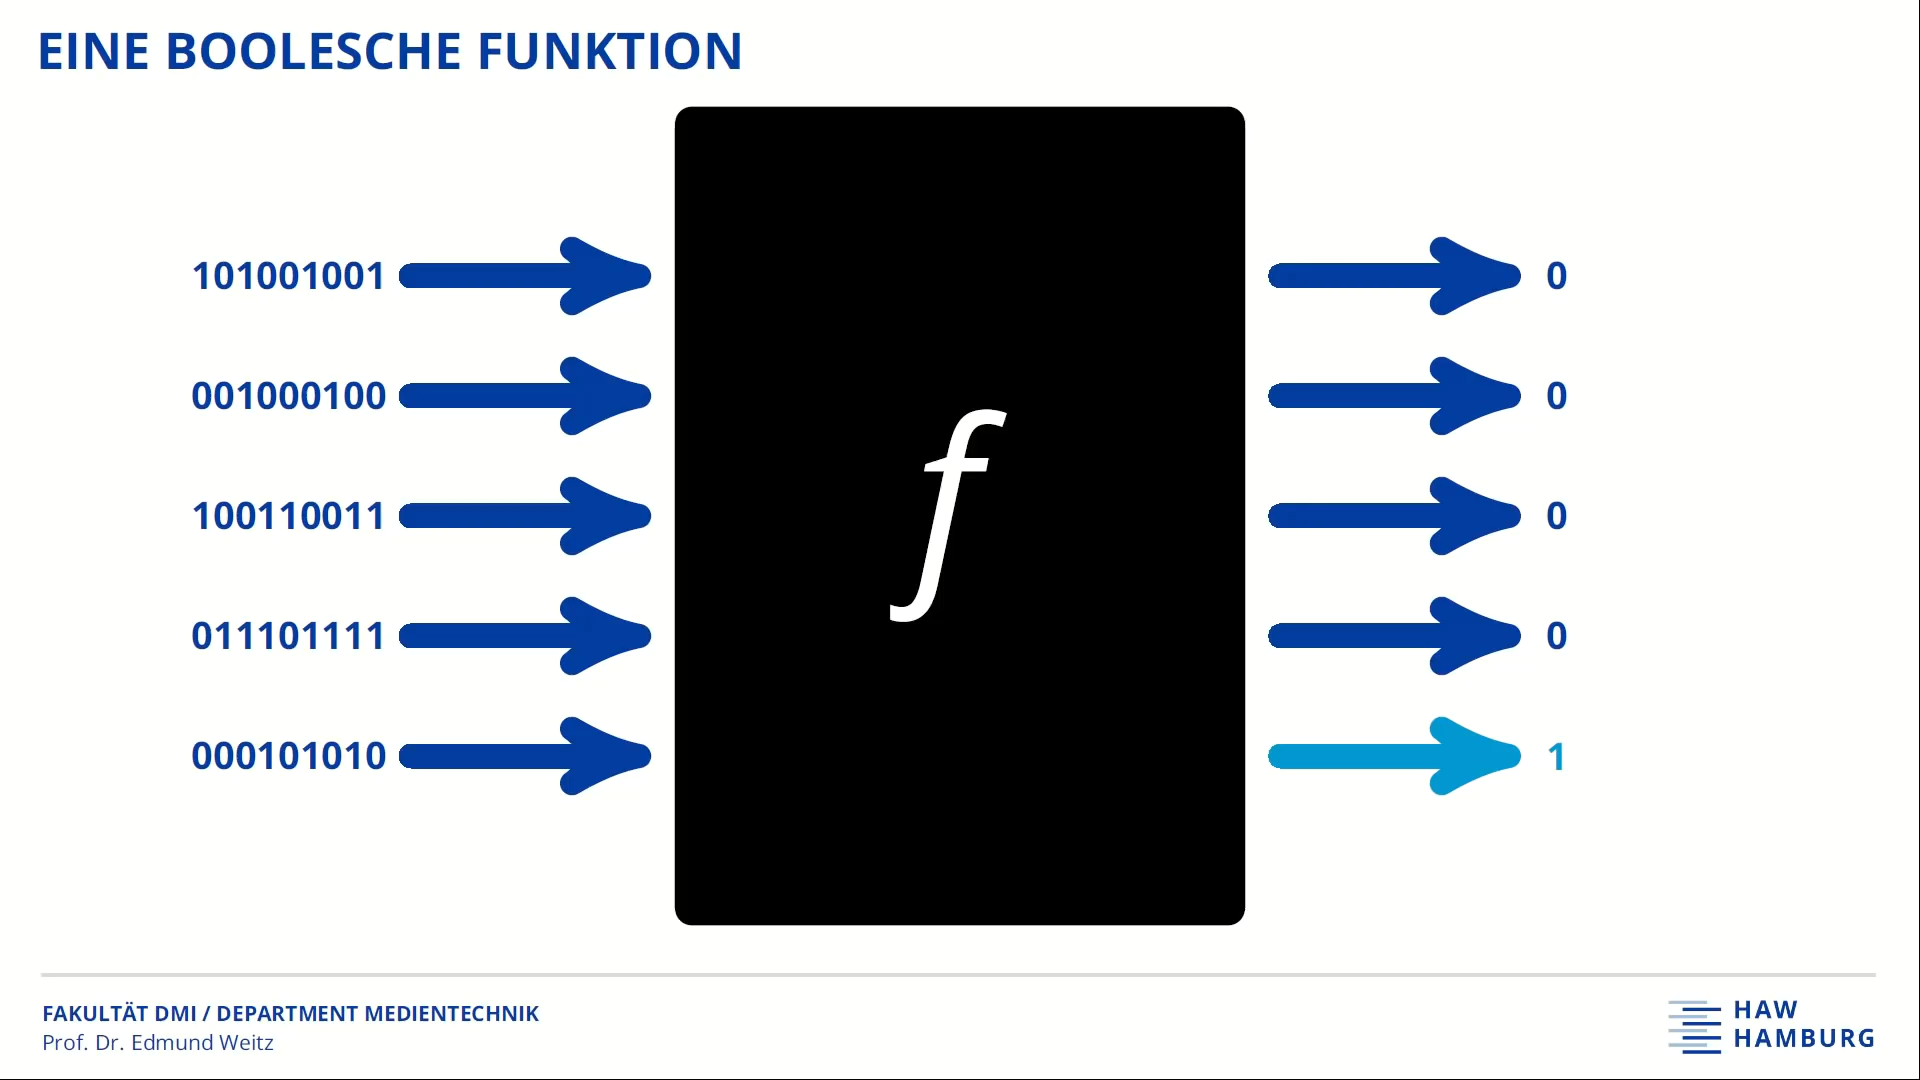 EINE BOOLESCHE FUNKTION
101001001 0
001000100 0
100110011 0
f
011101111 0
000101010 1
FAKULTÄT DMI / DEPARTMENT MEDIENTECHNIK
Prof. Dr. Edmund Weitz
HAW
HAMBURG